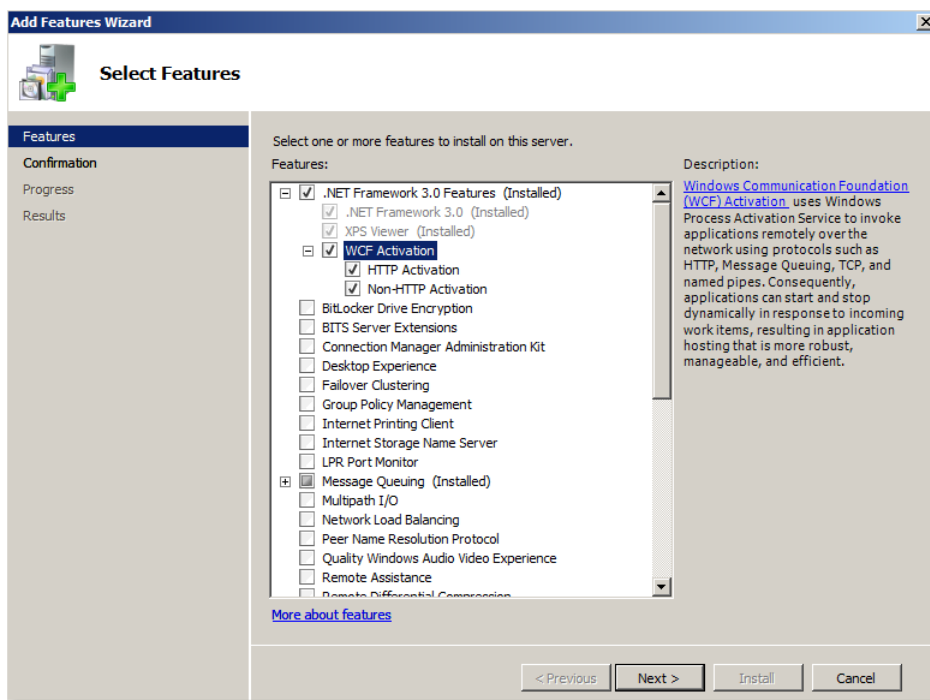 Add Features Wizard
Select Features
Features
Confirmation
Progress
Results
Select one or more features to install on this server.
Features:
.NET Framework 3.0 Features (Installed)
.NET Framework 3.0 (Installed)
XPS Viewer (Installed)
WCF Activation
HTTP Activation
Non-HTTP Activation
BitLocker Drive Encryption
BITS Server Extensions
Connection Manager Administration Kit
Desktop Experience
Failover Clustering
Group Policy Management
Internet Printing Client
Internet Storage Name Server
LPR Port Monitor
Message Queuing (Installed)
Multipath I/O
Network Load Balancing
Peer Name Resolution Protocol
Quality Windows Audio Video Experience
Remote Assistance
Remote Differential Compression
More about features
Description:
Windows Communication Foundation
(WCF) Activation uses Windows
Process Activation Service to invoke
applications remotely over the
network using protocols such as
HTTP, Message Queuing, TCP, and
named pipes. Consequently,
applications can start and stop
dynamically in response to incoming
work items, resulting in application
hosting that is more robust,
manageable, and efficient.
< Previous
Next >
Install
Cancel